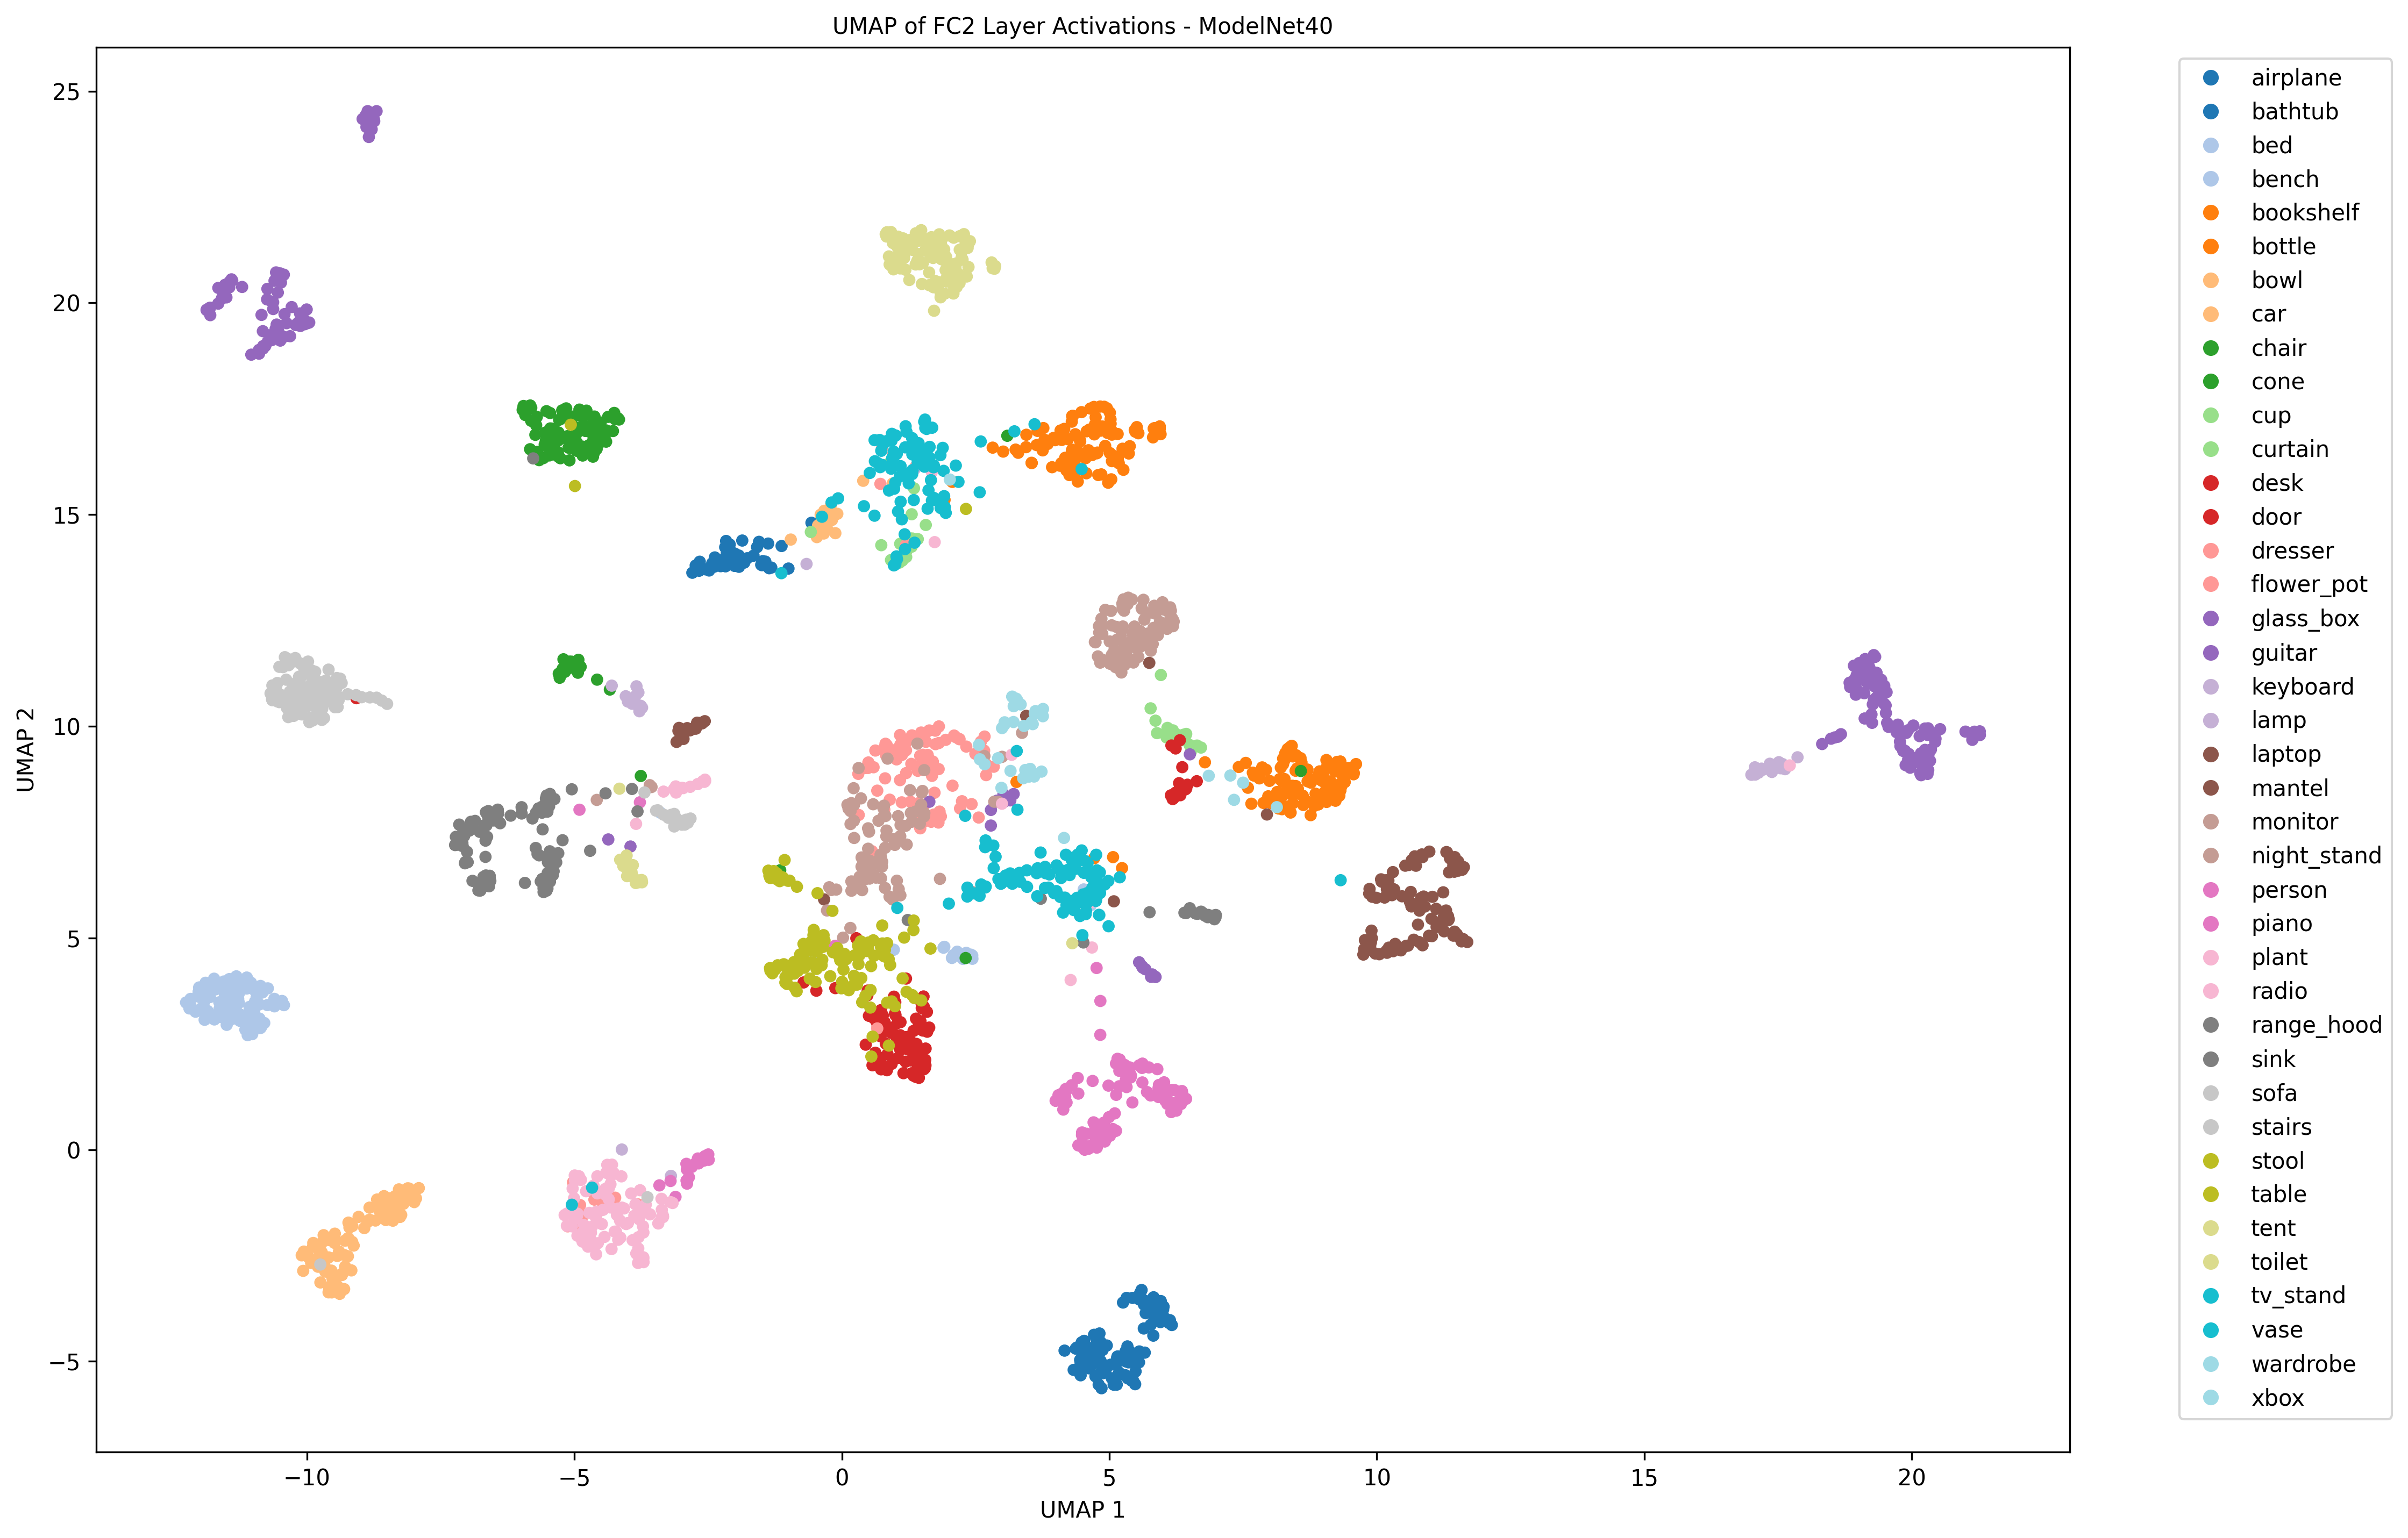 UMAP of FC2 Layer Activations - ModelNet40
25
20
15
10
5
0
−5
UMAP 2
−10
−5
0
5
10
15
20
UMAP 1
airplane
bathtub
bed
bench
bookshelf
bottle
bowl
car
chair
cone
cup
curtain
desk
door
dresser
flower_pot
glass_box
guitar
keyboard
lamp
laptop
mantel
monitor
night_stand
person
piano
plant
radio
range_hood
sink
sofa
stairs
stool
table
tent
toilet
tv_stand
vase
wardrobe
xbox